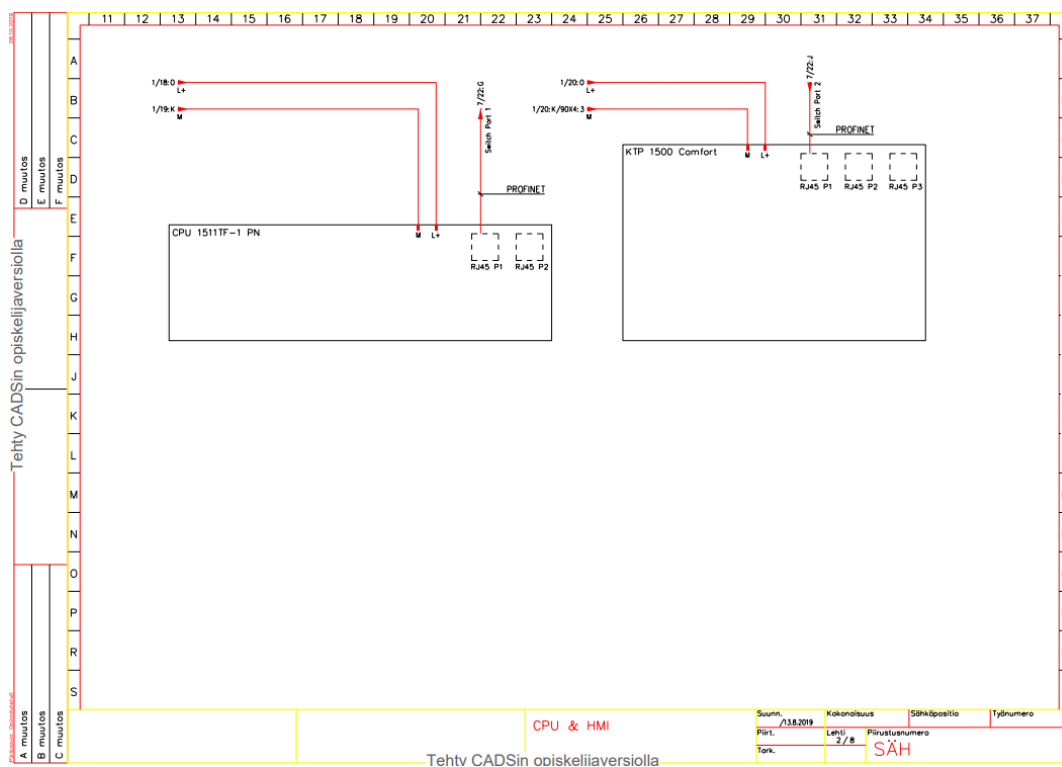 11 12 13 14 15 16 17 18 19 20 21 22 23 24 25 26 27 28 29 30 31 32 33 34 35 36 37
A
B
C
D
E
F
G
H
J
K
L
M
N
O
P
R
S
1/18:O
L+
1/19:K
M
7/22:G
Switch Port 1
PROFINET
CPU 1511TF-1 PN
M L+
RJ45 P1 RJ45 P2
1/20:O
L+
1/20:K/90X4:3
M
7/22:J
Switch Port 2
PROFINET
KTP 1500 Comfort
M L+
RJ45 P1 RJ45 P2 RJ45 P3
D muutos
E muutos
F muutos
Tehty CADSin opiskelijaversiolla
A muutos
B muutos
C muutos
CPU & HMI
Suunn.
/13.8.2019
Kokonaisuus
Sähköpositio
Työnumero
Piirt.
Lehti
2/8
Piirustusnumero
SÄH
Tark.
Tehty CADSin opiskelijaversiolla